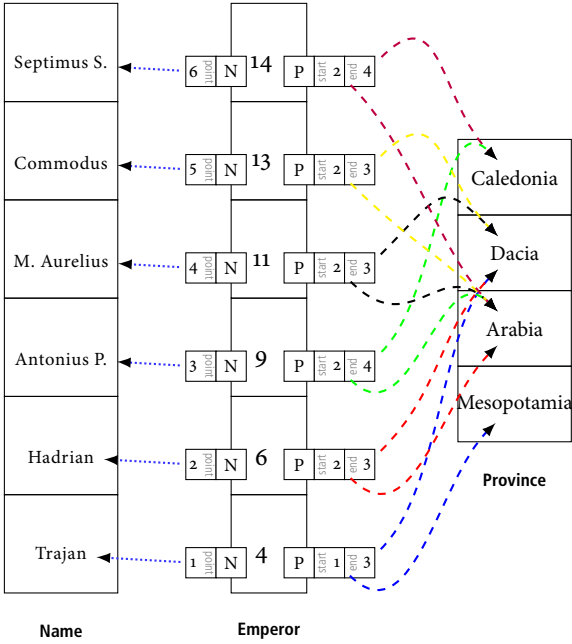 Septimus S.
6 point N 14 P start 2 end 4
Commodus
5 point N 13 P start 2 end 3
Caledonia
M. Aurelius
4 point N 11 P start 2 end 3
Dacia
Arabia
Antonius P.
3 point N 9 P start 2 end 4
Mesopotamia
Hadrian
2 point N 6 P start 2 end 3
Province
Trajan
1 point N 4 P start 1 end 3
Name
Emperor